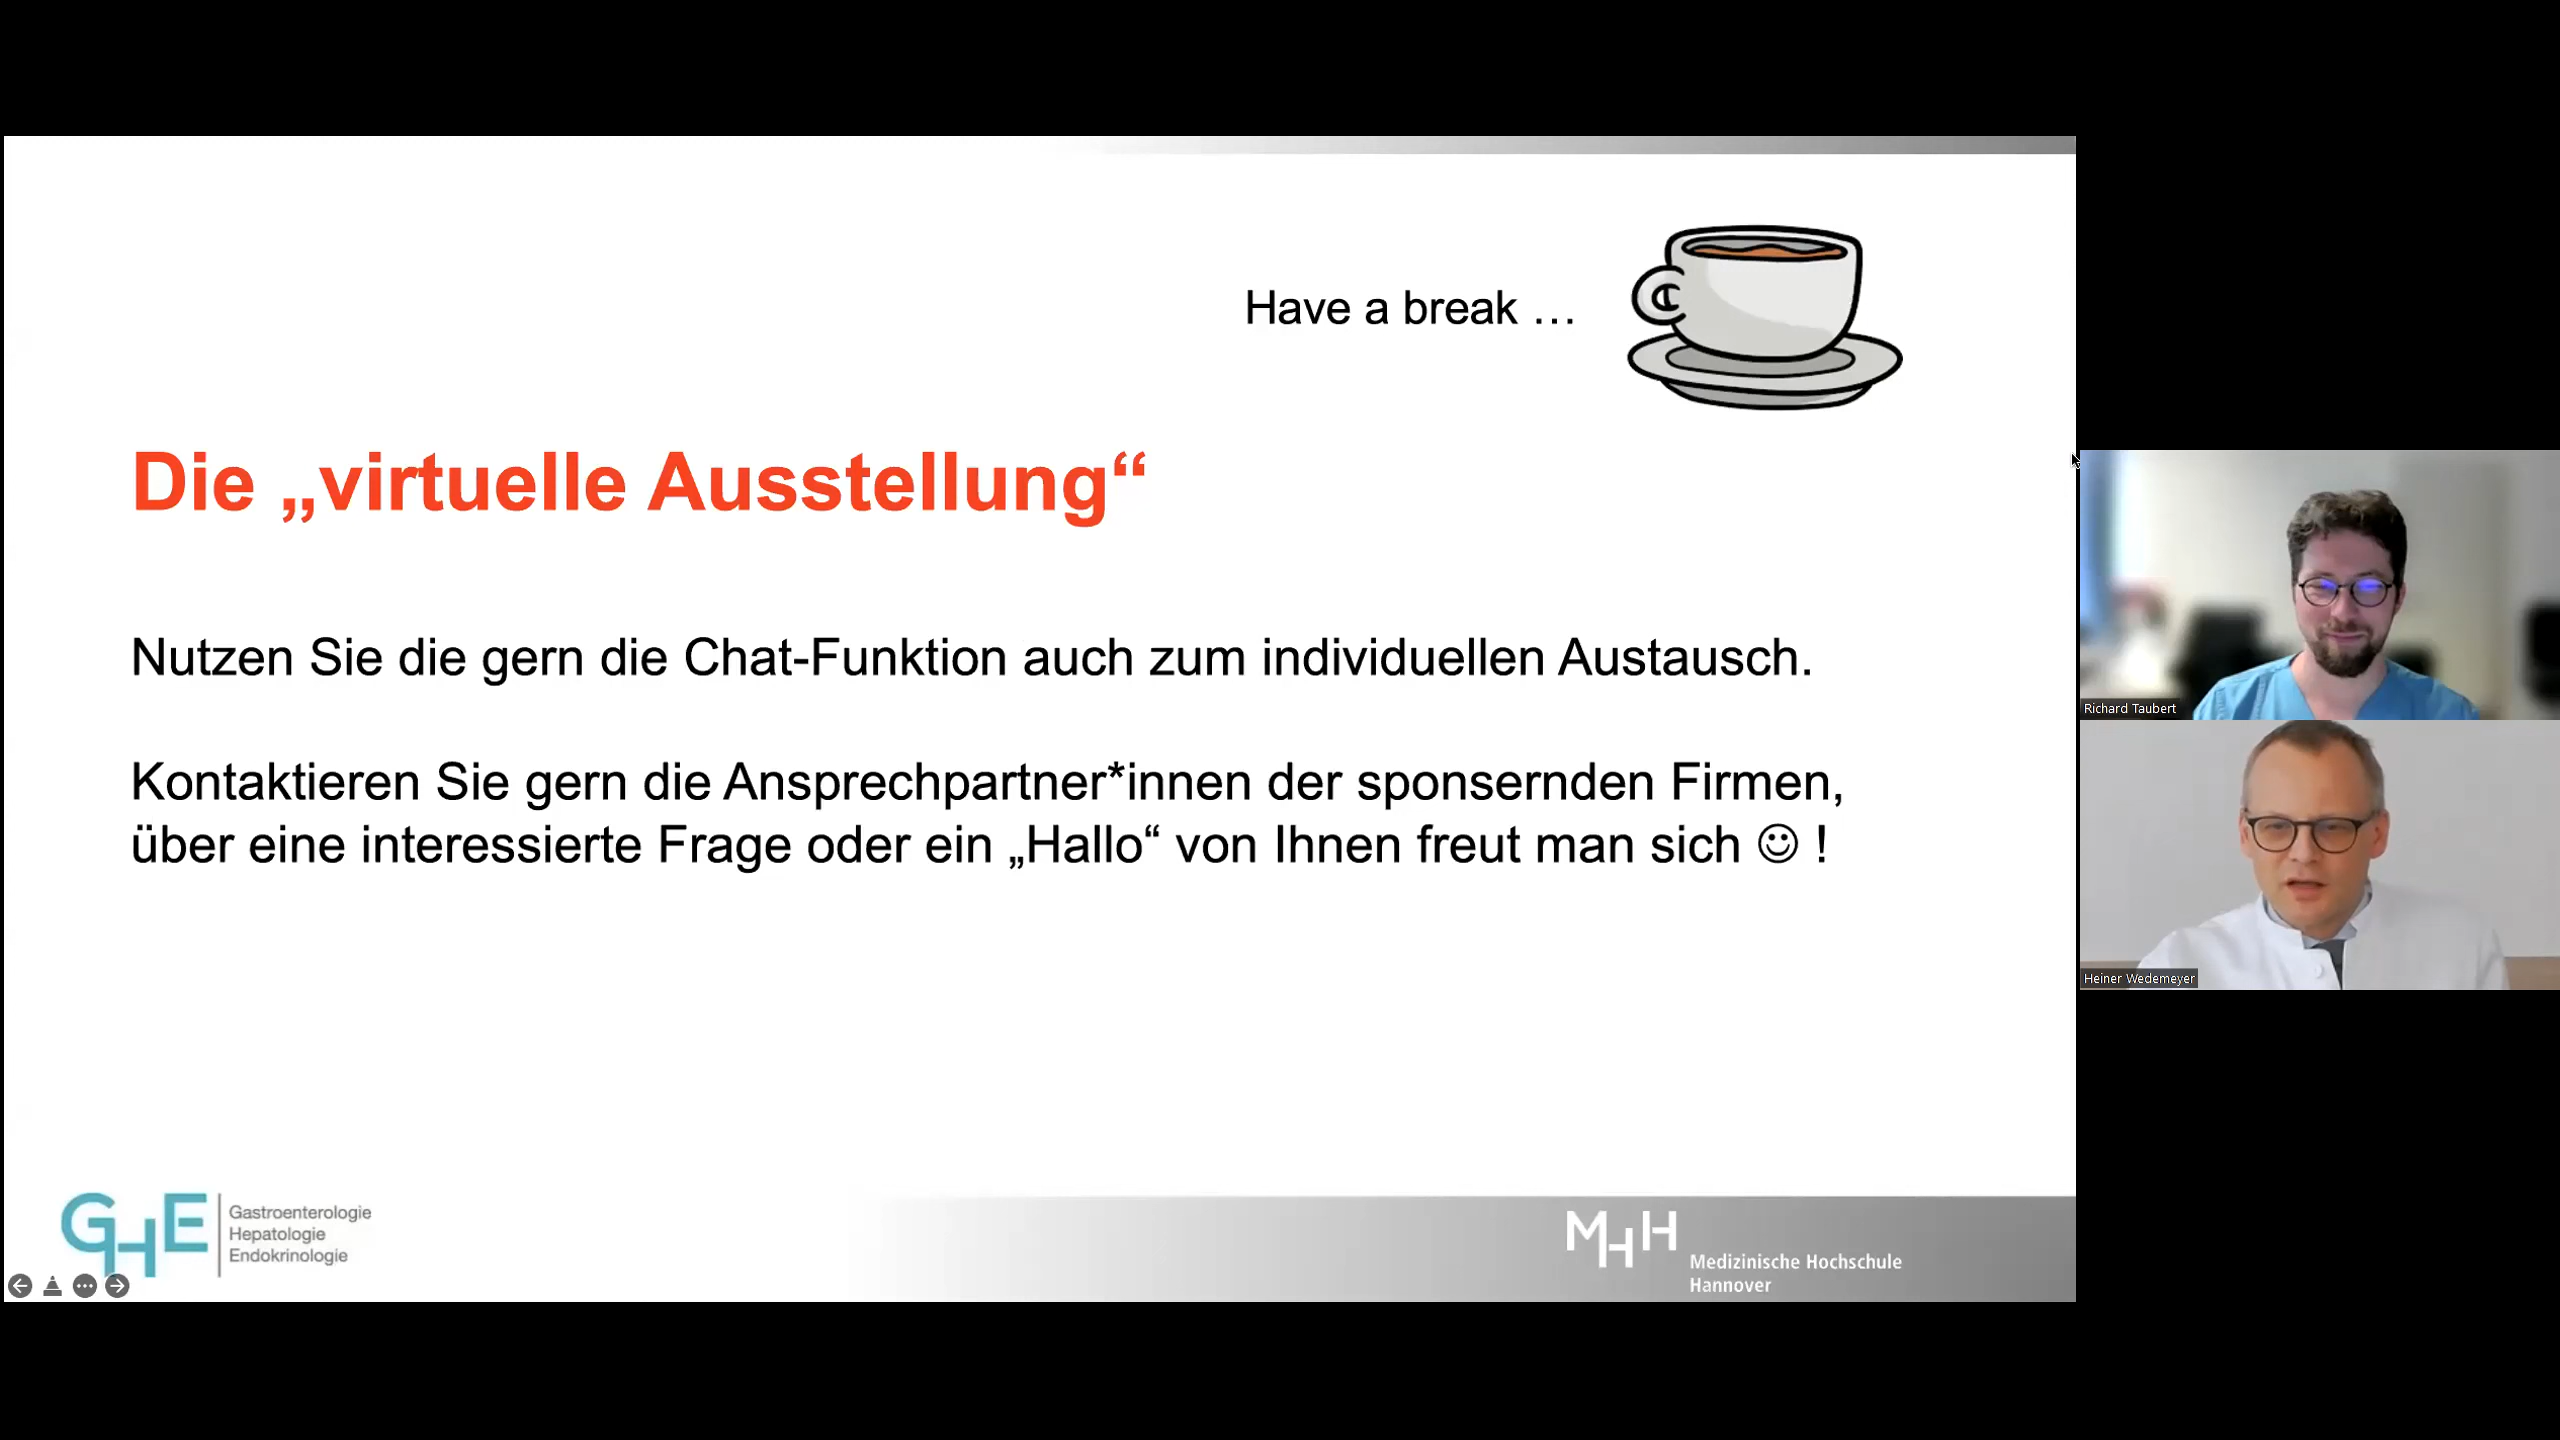 Have a break …
Die „virtuelle Ausstellung“
Nutzen Sie die gern die Chat-Funktion auch zum individuellen Austausch.
Kontaktieren Sie gern die Ansprechpartner*innen der sponsernden Firmen,
über eine interessierte Frage oder ein „Hallo“ von Ihnen freut man sich ☺ !
Richard Taubert
Heiner Wedemeyer
GHE
Gastroenterologie
Hepatologie
Endokrinologie
MHH
Medizinische Hochschule
Hannover